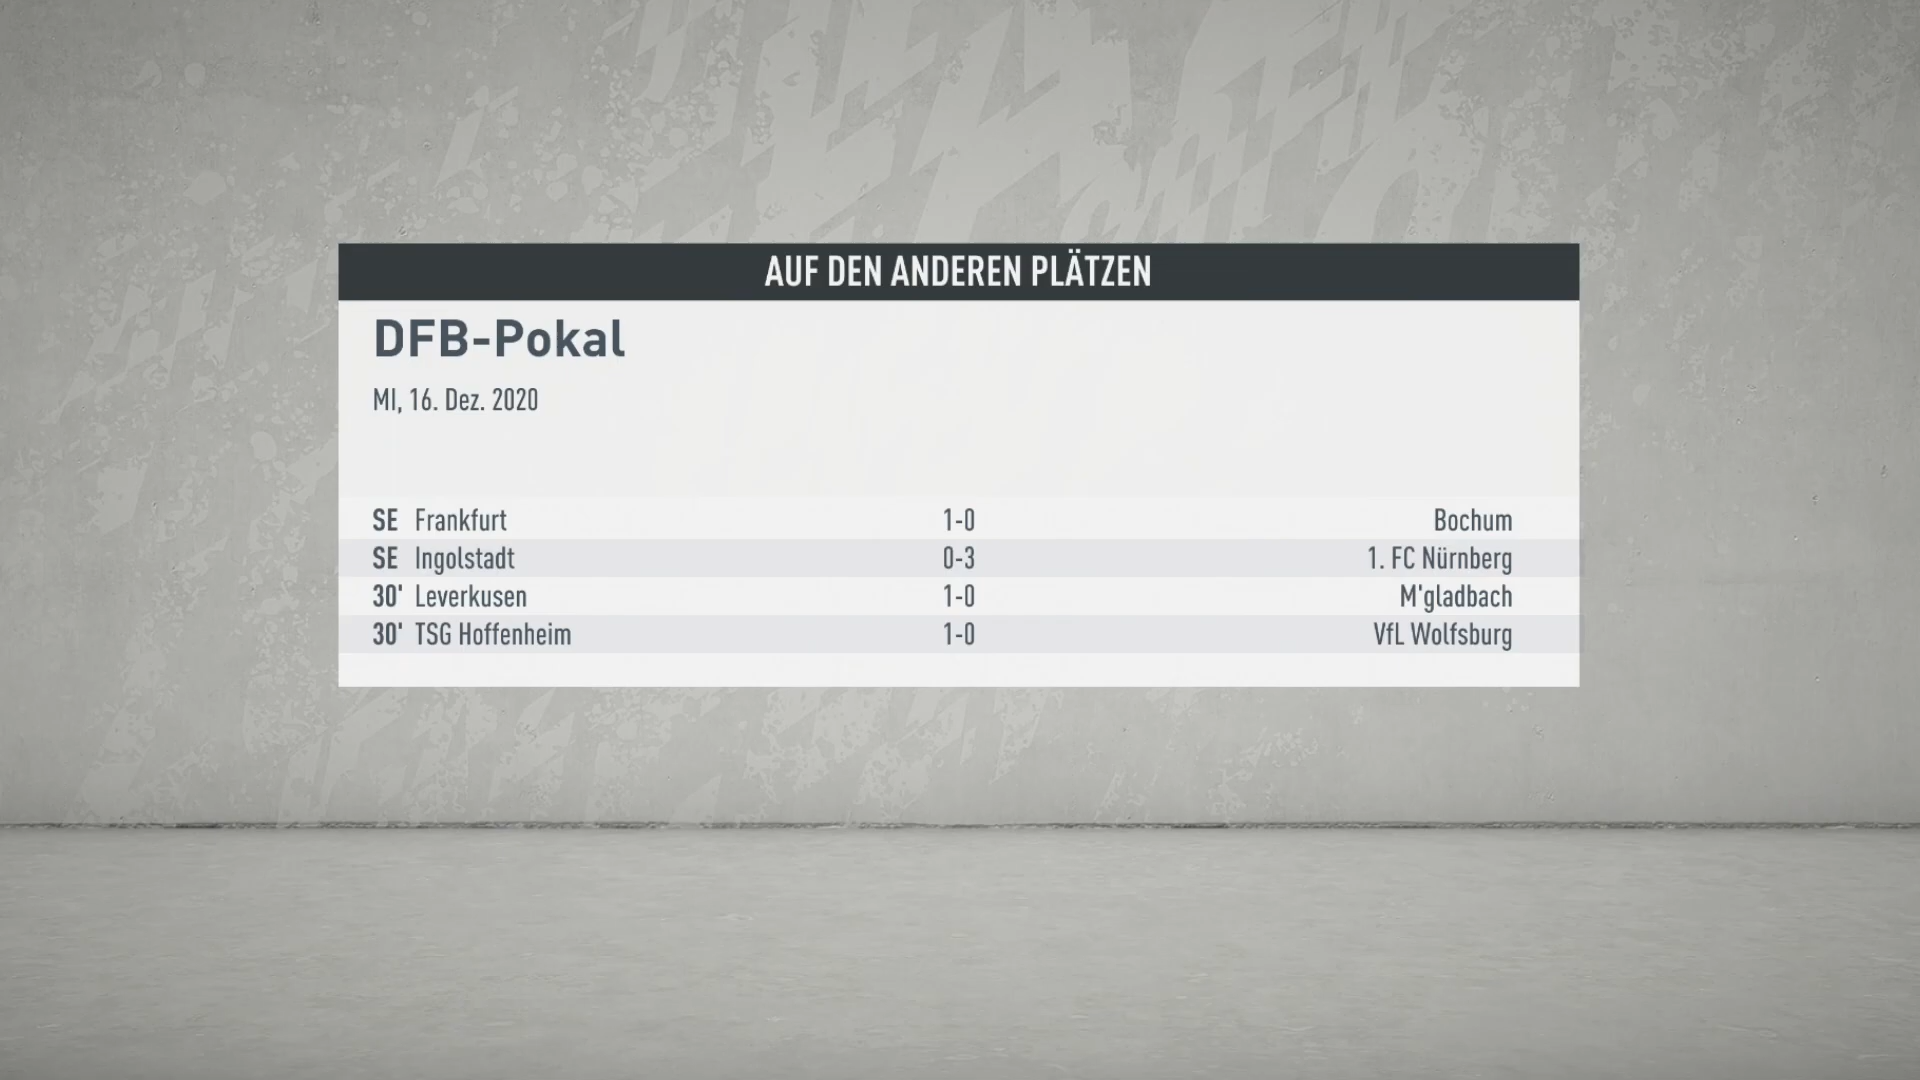 AUF DEN ANDEREN PLÄTZEN
DFB-Pokal
MI, 16. Dez. 2020
SE Frankfurt 1-0 Bochum
SE Ingolstadt 0-3 1. FC Nürnberg
30' Leverkusen 1-0 M'gladbach
30' TSG Hoffenheim 1-0 VfL Wolfsburg